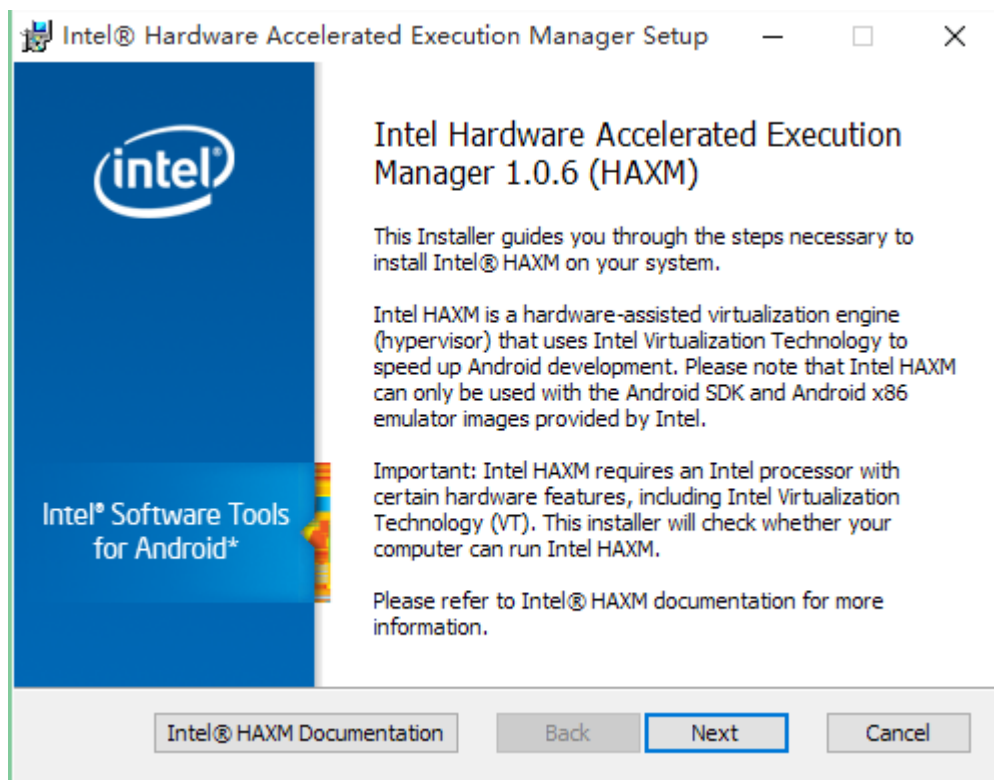 Intel® Hardware Accelerated Execution Manager Setup
intel®
Intel Hardware Accelerated Execution
Manager 1.0.6 (HAXM)
This Installer guides you through the steps necessary to
install Intel® HAXM on your system.
Intel HAXM is a hardware-assisted virtualization engine
(hypervisor) that uses Intel Virtualization Technology to
speed up Android development. Please note that Intel HAXM
can only be used with the Android SDK and Android x86
emulator images provided by Intel.
Important: Intel HAXM requires an Intel processor with
certain hardware features, including Intel Virtualization
Technology (VT). This installer will check whether your
computer can run Intel HAXM.
Please refer to Intel® HAXM documentation for more
information.
Intel® Software Tools
for Android*
Intel® HAXM Documentation
Back
Next
Cancel